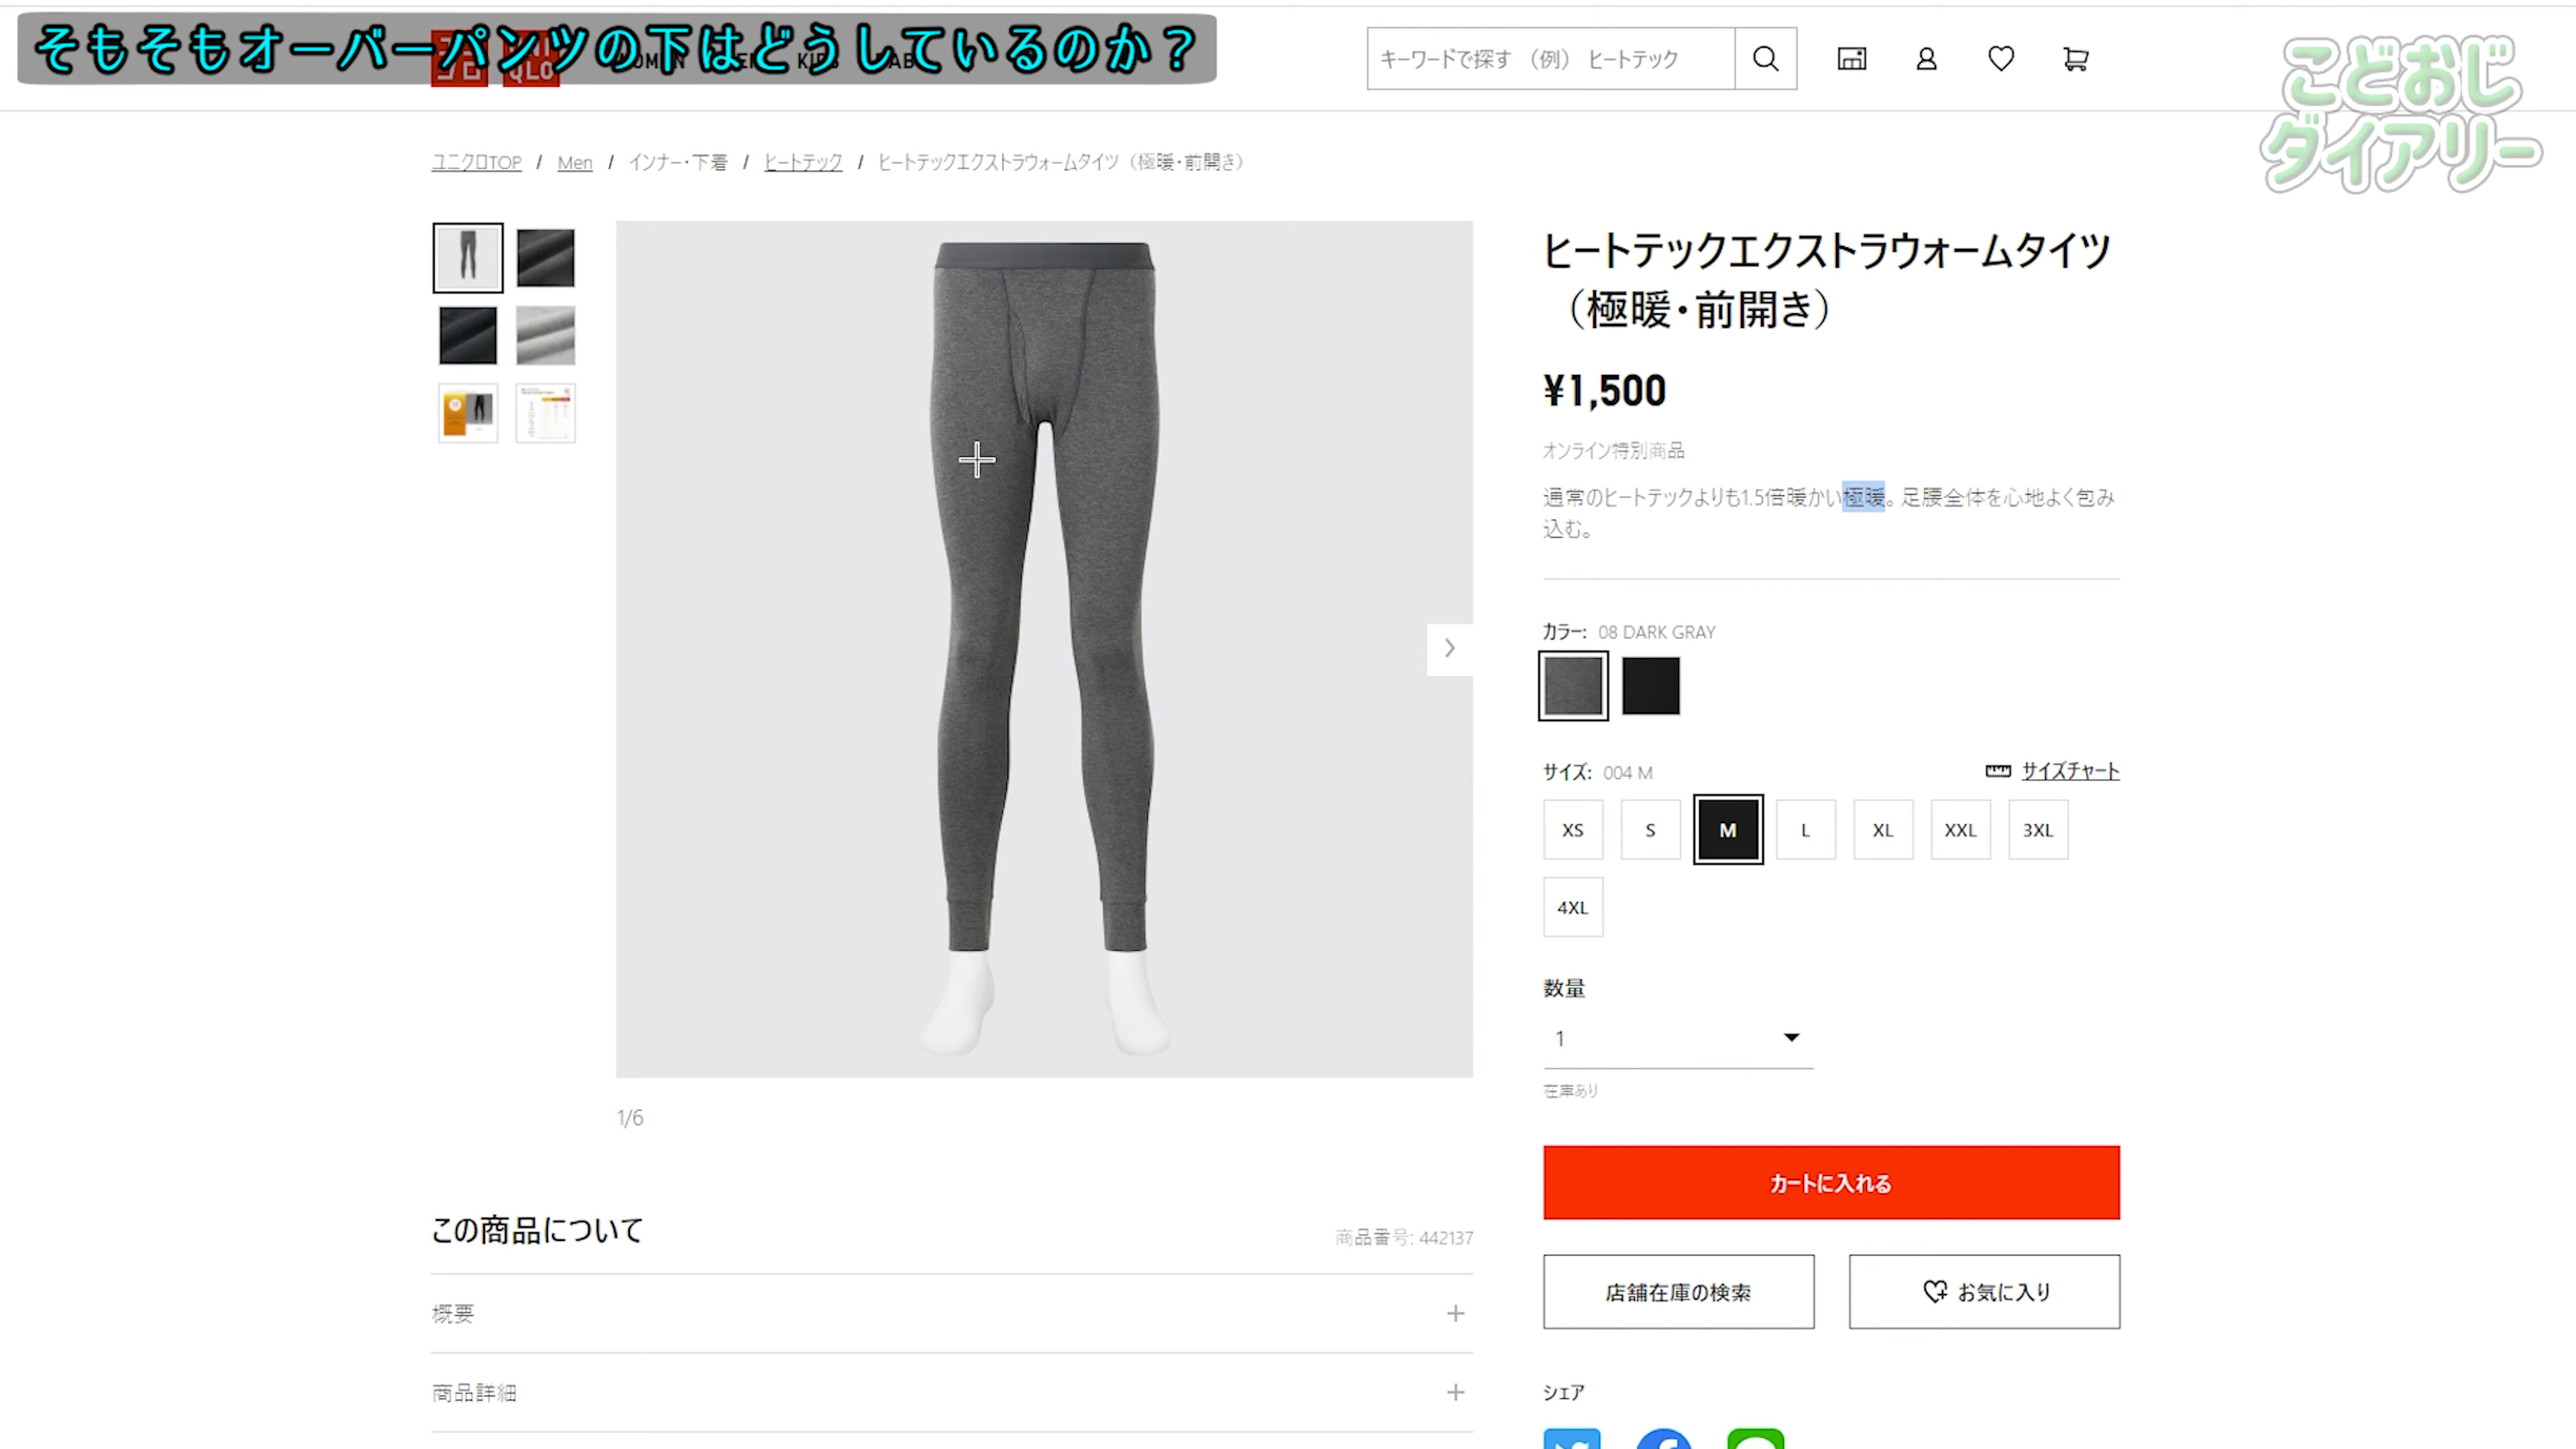 そもそもオーバーパンツの下はどうしているのか？
キーワードで探す （例） ヒートテック
こどおじ
ダイアリー
ユニクロTOP / Men / インナー・下着 / ヒートテック / ヒートテックエクストラウォームタイツ（極暖・前開き）
ヒートテックエクストラウォームタイツ
（極暖・前開き）
¥1,500
オンライン特別商品
通常のヒートテックよりも1.5倍暖かい極暖。足腰全体を心地よく包み
込む。
カラー: 08 DARK GRAY
サイズ: 004 M
サイズチャート
XS S M L XL XXL 3XL
4XL
数量
1
在庫あり
1/6
カートに入れる
この商品について
商品番号: 442137
店舗在庫の検索
お気に入り
概要
商品詳細
シェア